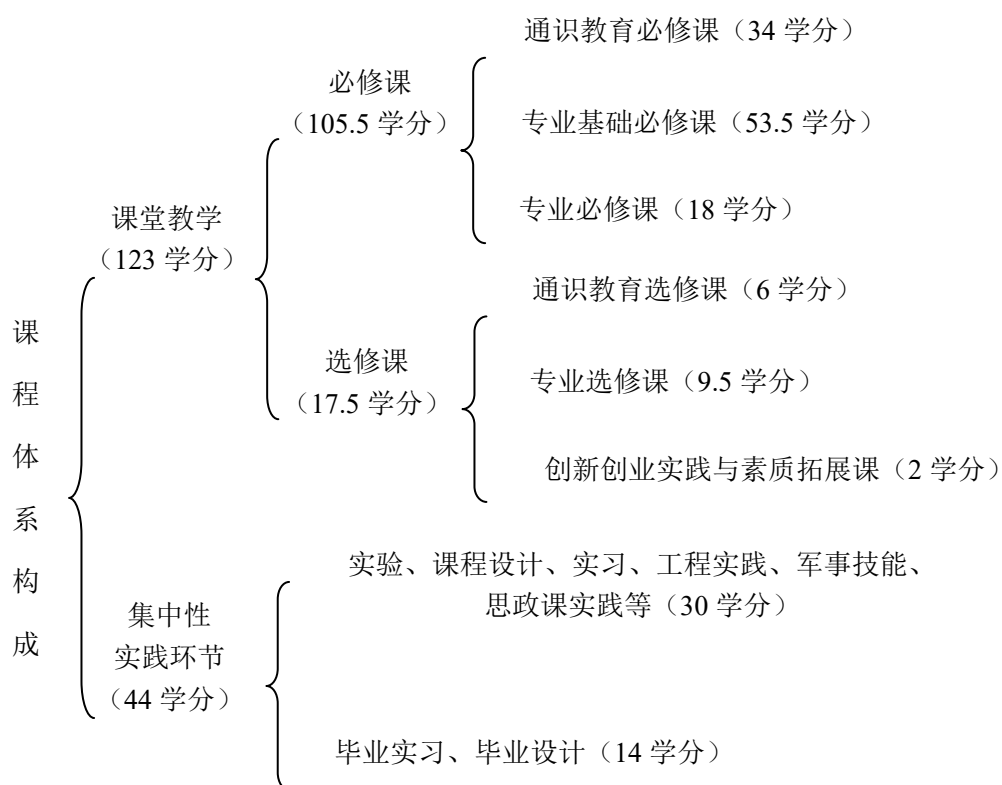 课程体系构成
课堂教学
（123 学分）
必修课
（105.5 学分）
通识教育必修课（34 学分）
专业基础必修课（53.5 学分）
专业必修课（18 学分）
选修课
（17.5 学分）
通识教育选修课（6 学分）
专业选修课（9.5 学分）
创新创业实践与素质拓展课（2 学分）
集中性
实践环节
（44 学分）
实验、课程设计、实习、工程实践、军事技能、
思政课实践等（30 学分）
毕业实习、毕业设计（14 学分）